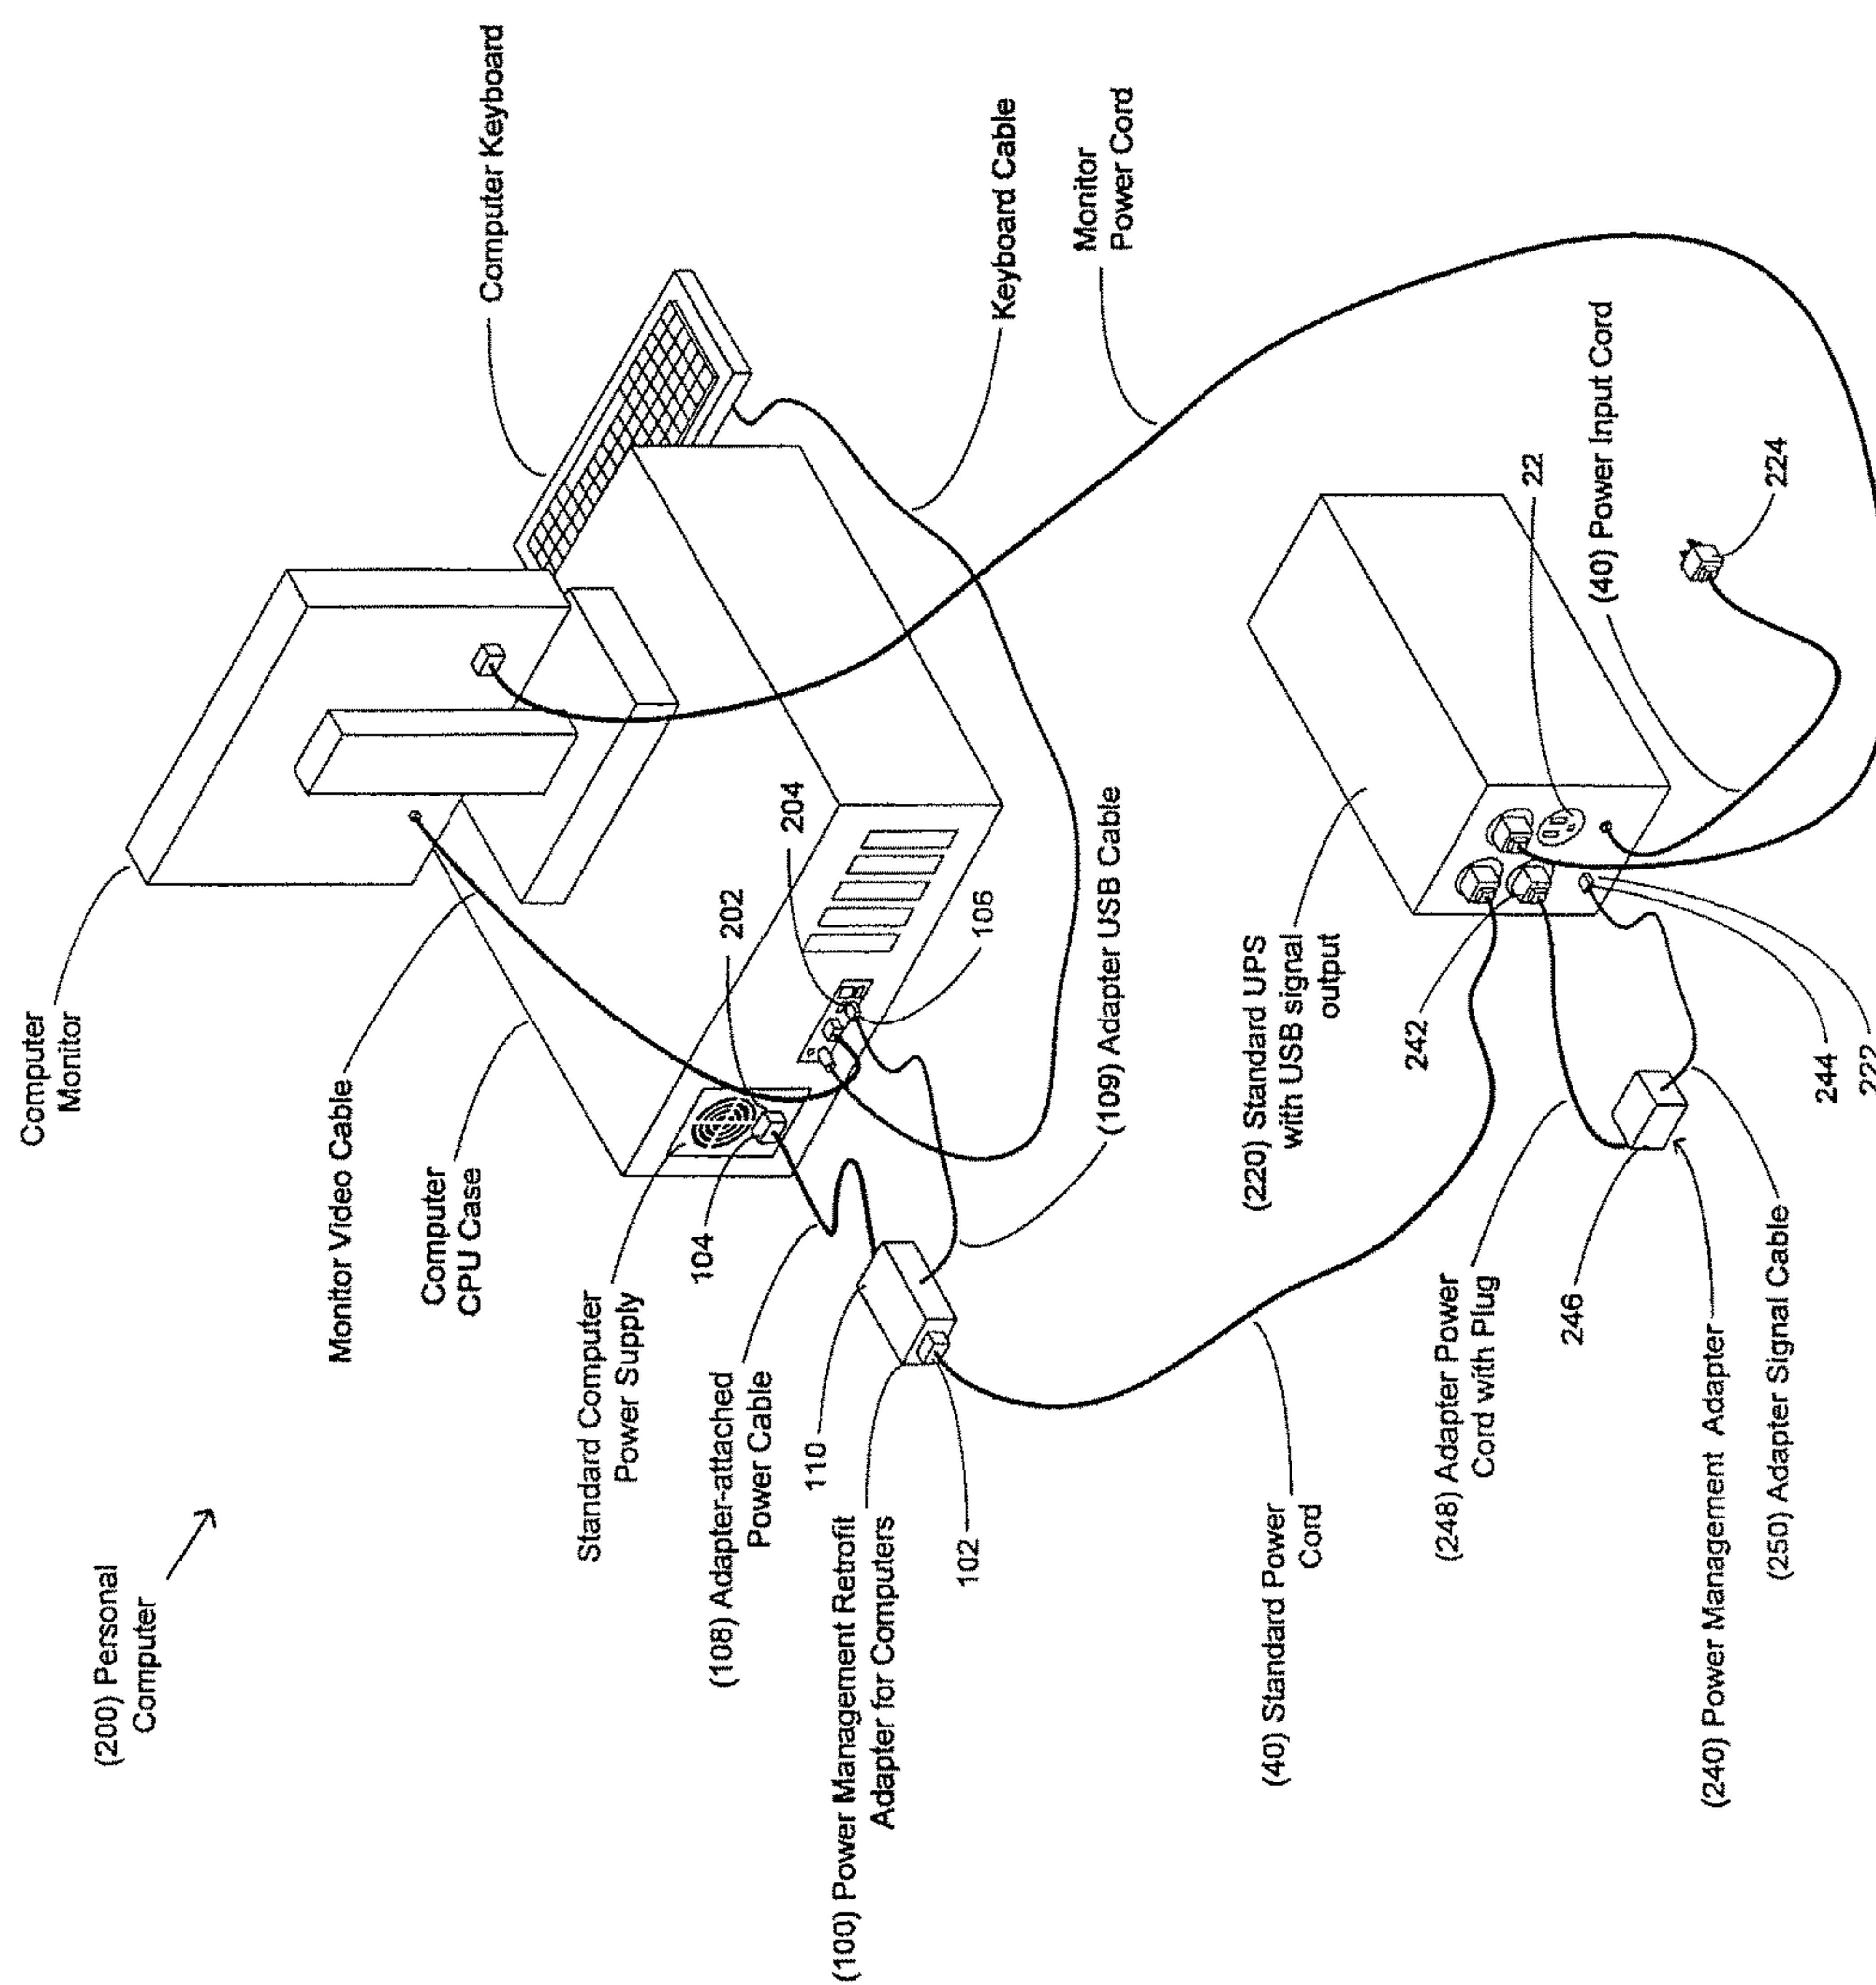 (200) Personal
Computer
Computer
Monitor
Monitor Video Cable
Computer
CPU Case
Computer Keyboard
Standard Computer
Power Supply
104
202
204
(108) Adapter-attached
Power Cable
110
(100) Power Management Retrofit
Adapter for Computers
102
106
Keyboard Cable
(109) Adapter USB Cable
Monitor
Power Cord
(40) Standard Power
Cord
(220) Standard UPS
with USB signal
output
242
22
(40) Power Input Cord
224
(248) Adapter Power
Cord with Plug
246
(240) Power Management Adapter
(250) Adapter Signal Cable
244
222